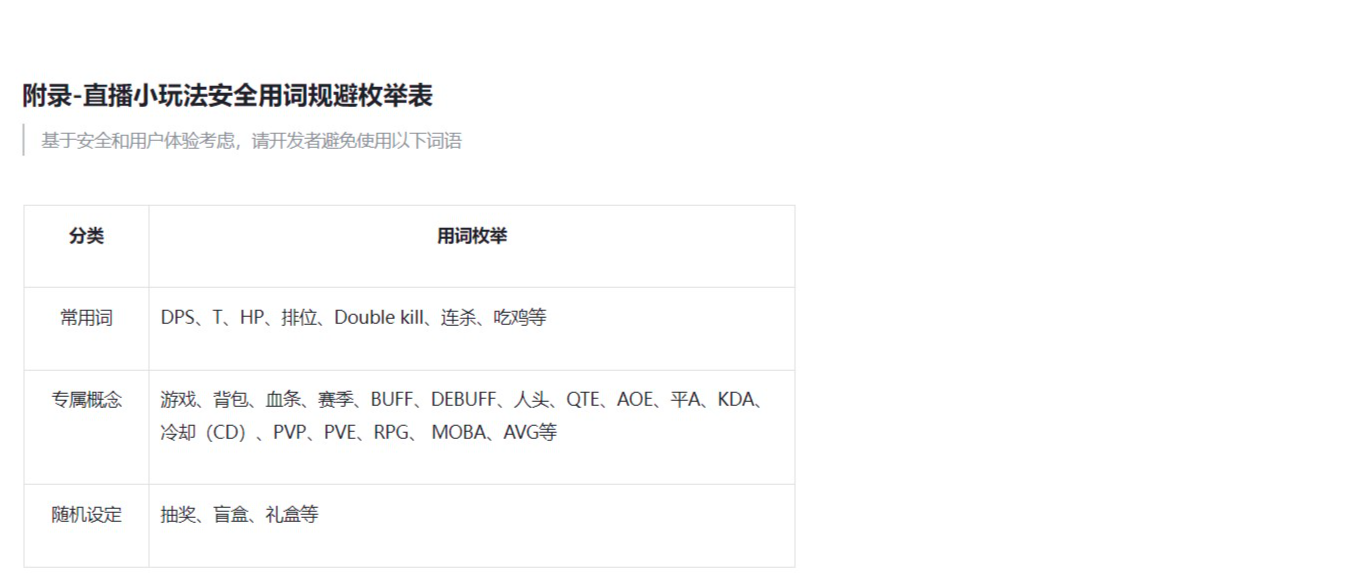 附录-直播小玩法安全用词规避枚举表
基于安全和用户体验考虑，请开发者避免使用以下词语
分类
用词枚举
常用词
DPS、T、HP、排位、Double kill、连杀、吃鸡等
专属概念
游戏、背包、血条、赛季、BUFF、DEBUFF、人头、QTE、AOE、平A、KDA、
冷却（CD）、PVP、PVE、RPG、 MOBA、AVG等
随机设定
抽奖、盲盒、礼盒等